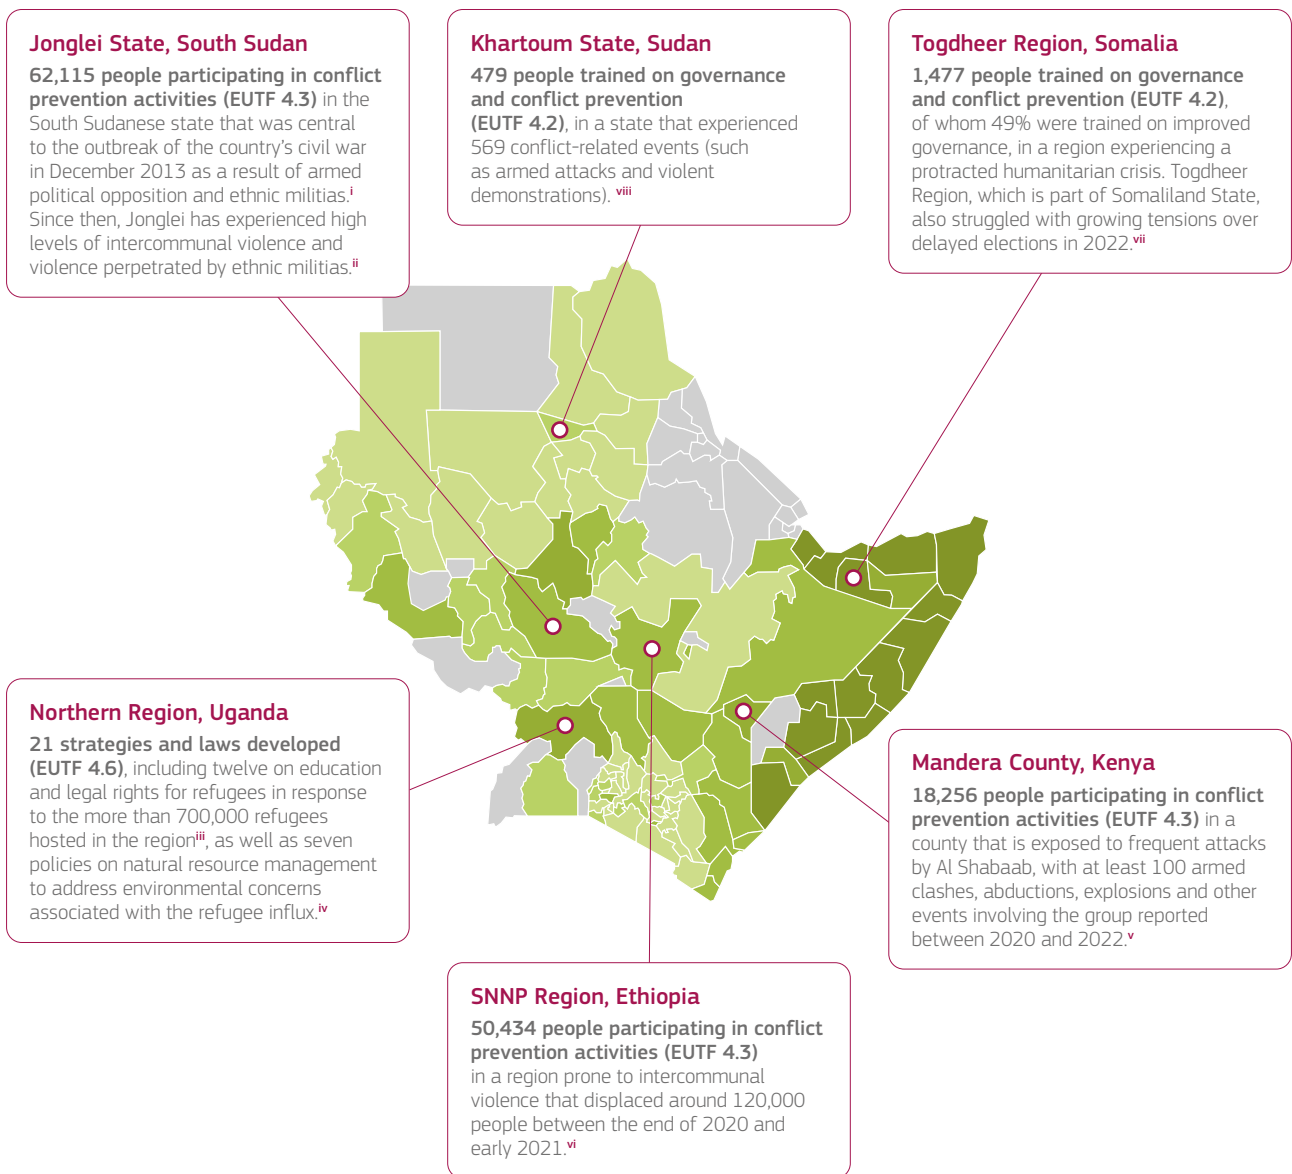 Jonglei State, South Sudan
62,115 people participating in conflict
prevention activities (EUTF 4.3) in the
South Sudanese state that was central
to the outbreak of the country's civil war
in December 2013 as a result of armed
political opposition and ethnic militias.i
Since then, Jonglei has experienced high
levels of intercommunal violence and
violence perpetrated by ethnic militias.ii
Khartoum State, Sudan
479 people trained on governance
and conflict prevention
(EUTF 4.2), in a state that experienced
569 conflict-related events (such
as armed attacks and violent
demonstrations). viii
Togdheer Region, Somalia
1,477 people trained on governance
and conflict prevention (EUTF 4.2),
of whom 49% were trained on improved
governance, in a region experiencing a
protracted humanitarian crisis. Togdheer
Region, which is part of Somaliland State,
also struggled with growing tensions over
delayed elections in 2022.vii
Northern Region, Uganda
21 strategies and laws developed
(EUTF 4.6), including twelve on education
and legal rights for refugees in response
to the more than 700,000 refugees
hosted in the regioniii, as well as seven
policies on natural resource management
to address environmental concerns
associated with the refugee influx.iv
Mandera County, Kenya
18,256 people participating in conflict
prevention activities (EUTF 4.3) in a
county that is exposed to frequent attacks
by Al Shabaab, with at least 100 armed
clashes, abductions, explosions and other
events involving the group reported
between 2020 and 2022.v
SNNP Region, Ethiopia
50,434 people participating in conflict
prevention activities (EUTF 4.3)
in a region prone to intercommunal
violence that displaced around 120,000
people between the end of 2020 and
early 2021.vi